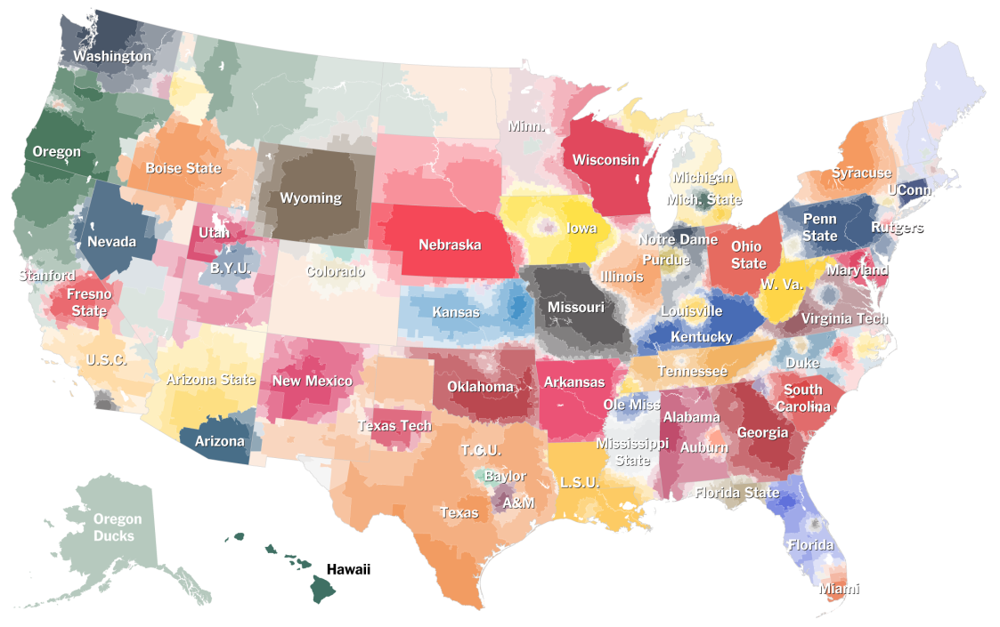 Washington
Minn.
Oregon
Wisconsin
Boise State
Michigan
Syracuse
Wyoming
UConn
Mich. State
Penn
State
Rutgers
Utah
Nevada
Iowa
Notre Dame
Nebraska
Ohio
State
Purdue
B.Y.U.
Colorado
Maryland
Stanford
Illinois
W. Va.
Fresno
State
Missouri
Kansas
Louisville
Virginia Tech
Kentucky
U.S.C.
Duke
Tennessee
Arizona State
New Mexico
Oklahoma
Arkansas
South
Carolina
Ole Miss
Alabama
Texas Tech
Georgia
Arizona
Mississippi
State
Auburn
T.C.U.
Baylor
L.S.U.
Florida State
A&M
Texas
Oregon
Ducks
Florida
Hawaii
Miami